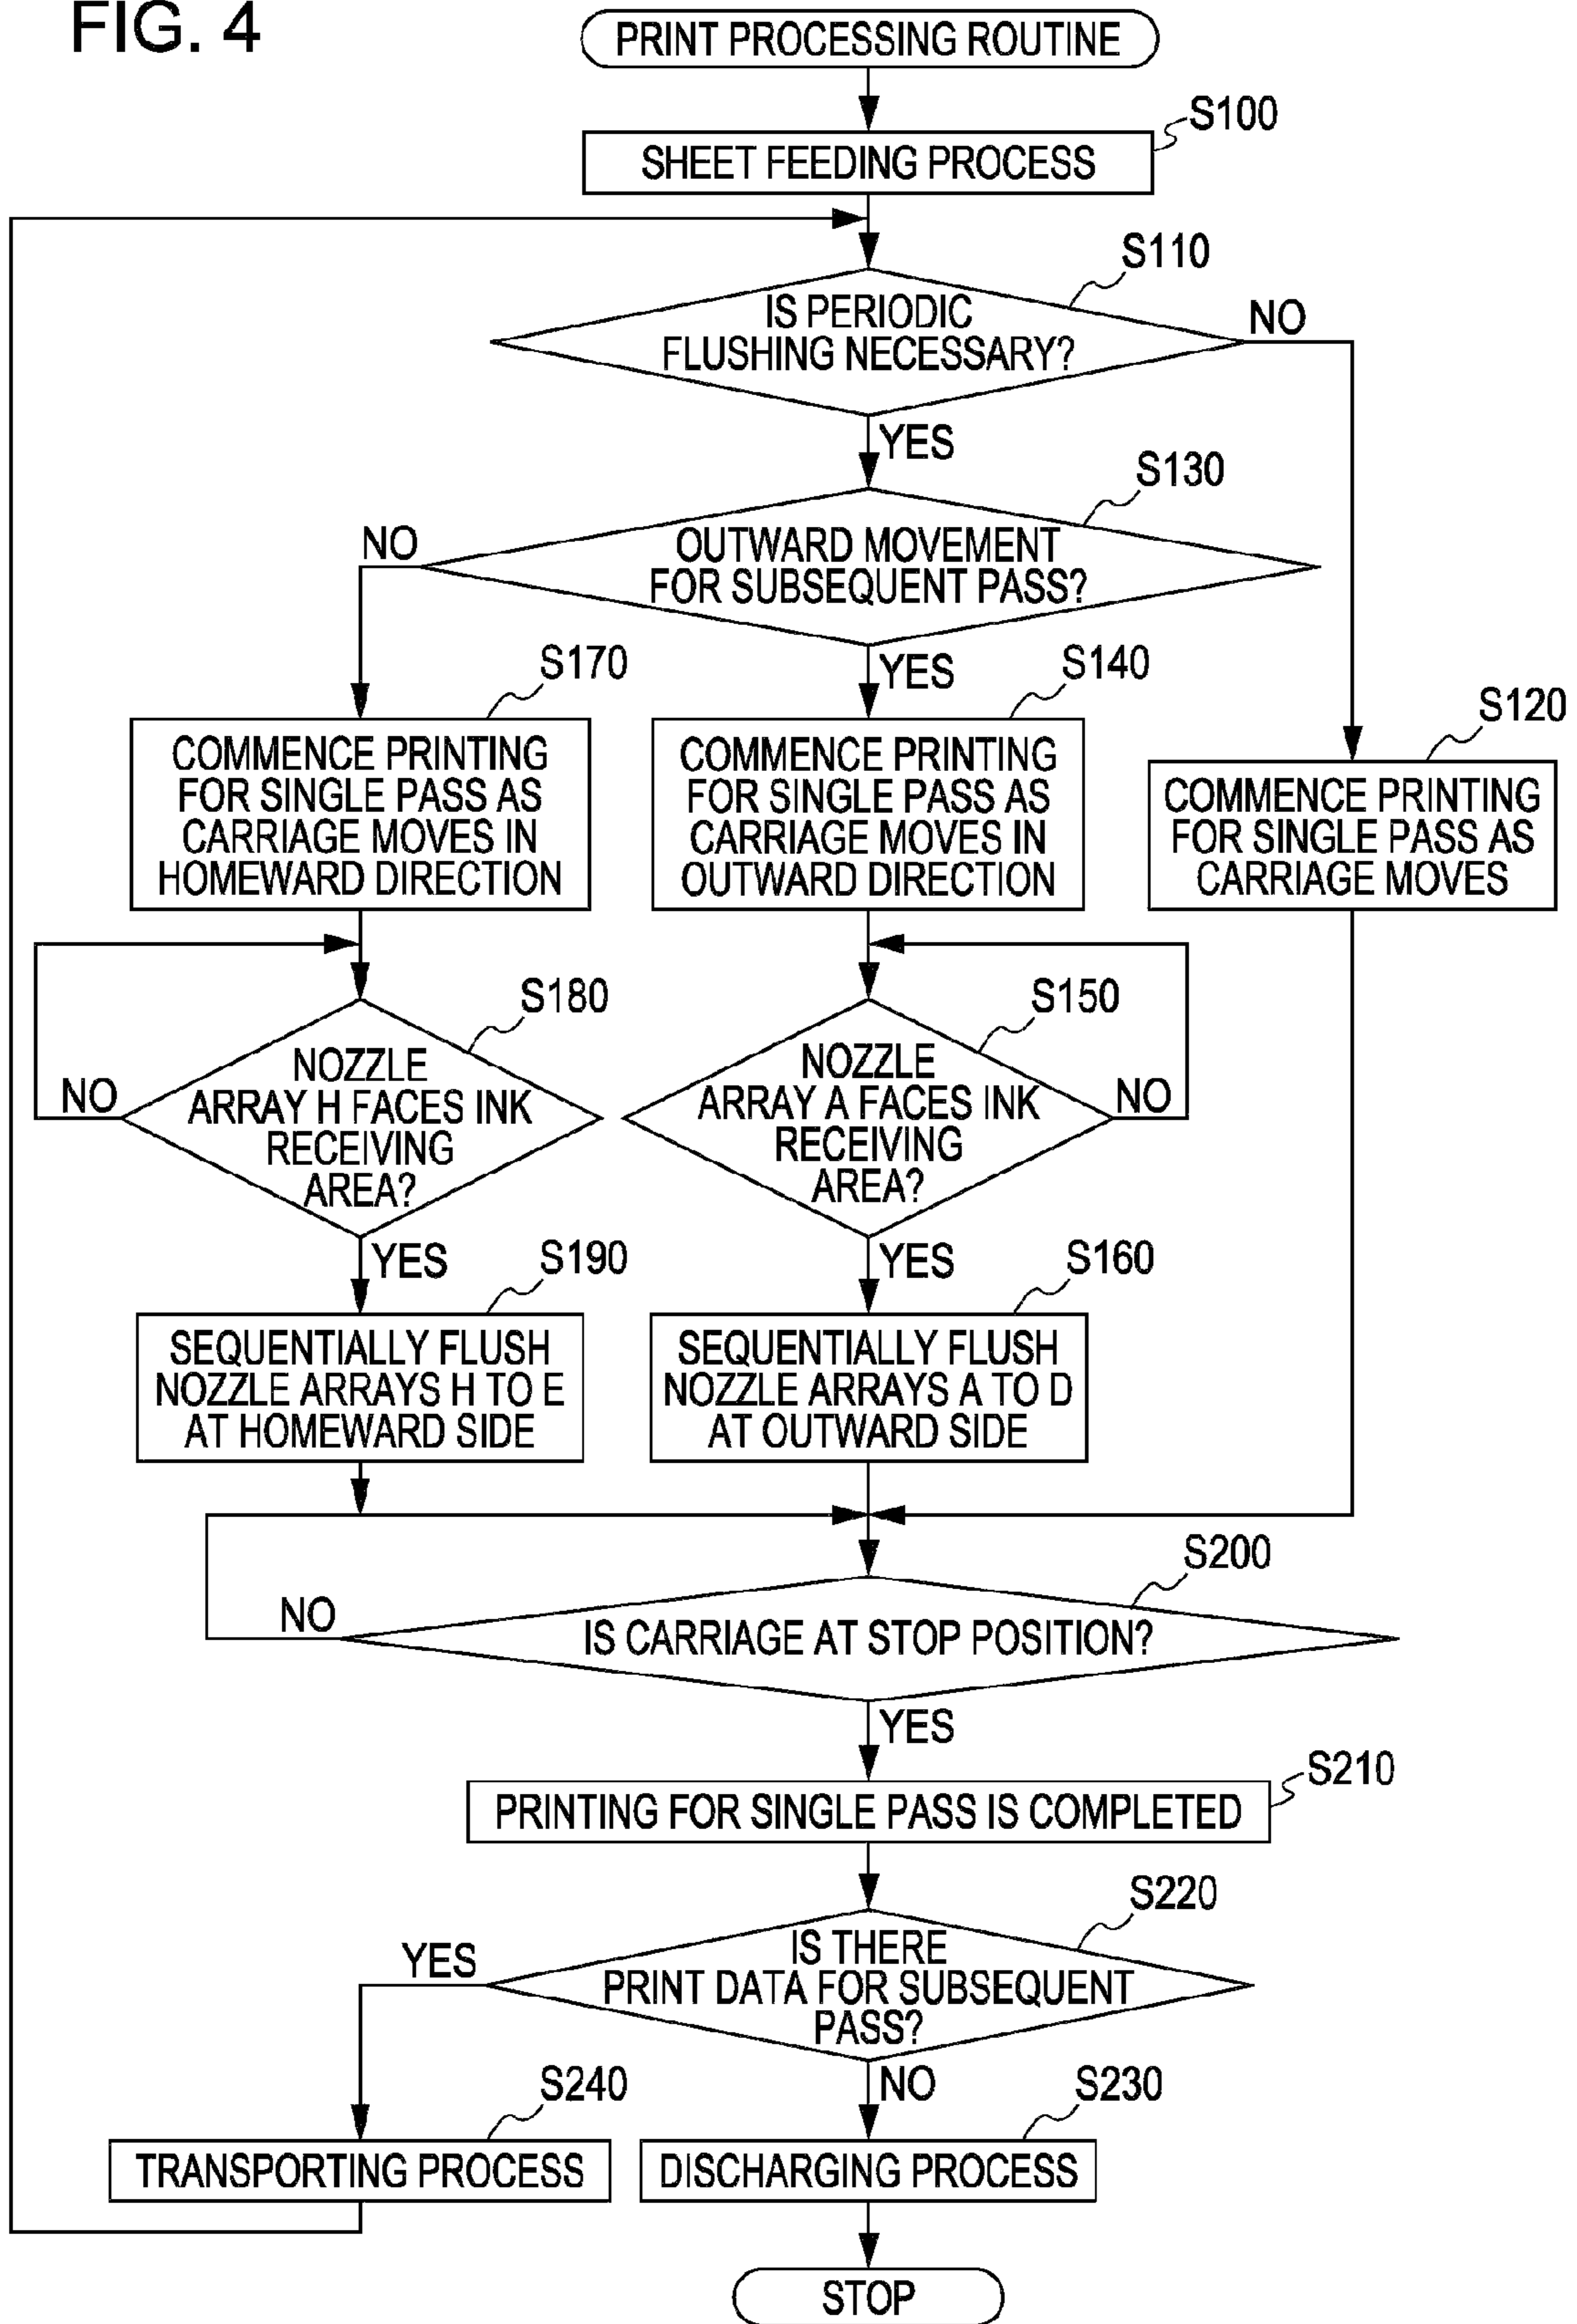 FIG. 4
PRINT PROCESSING ROUTINE
S100
SHEET FEEDING PROCESS
S110
IS PERIODIC
FLUSHING NECESSARY?
NO
YES
S130
OUTWARD MOVEMENT
FOR SUBSEQUENT PASS?
NO
YES
S170
COMMENCE PRINTING
FOR SINGLE PASS AS
CARRIAGE MOVES IN
HOMEWARD DIRECTION
S140
COMMENCE PRINTING
FOR SINGLE PASS AS
CARRIAGE MOVES IN
OUTWARD DIRECTION
S120
COMMENCE PRINTING
FOR SINGLE PASS AS
CARRIAGE MOVES
S180
NOZZLE
ARRAY H FACES INK
RECEIVING
AREA?
NO
YES
S150
NOZZLE
ARRAY A FACES INK
RECEIVING
AREA?
NO
YES
S190
SEQUENTIALLY FLUSH
NOZZLE ARRAYS H TO E
AT HOMEWARD SIDE
S160
SEQUENTIALLY FLUSH
NOZZLE ARRAYS A TO D
AT OUTWARD SIDE
S200
IS CARRIAGE AT STOP POSITION?
NO
YES
S210
PRINTING FOR SINGLE PASS IS COMPLETED
S220
IS THERE
PRINT DATA FOR SUBSEQUENT
PASS?
YES
NO
S240
TRANSPORTING PROCESS
S230
DISCHARGING PROCESS
STOP